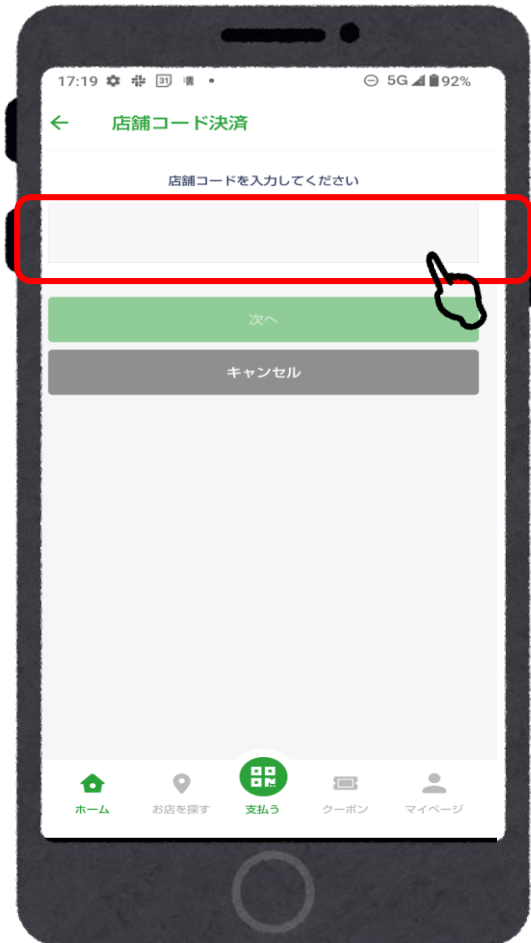 17:19 31 5G 92%
店舗コード決済
店舗コードを入力してください
次へ
キャンセル
ホーム お店を探す 支払う クーポン マイページ